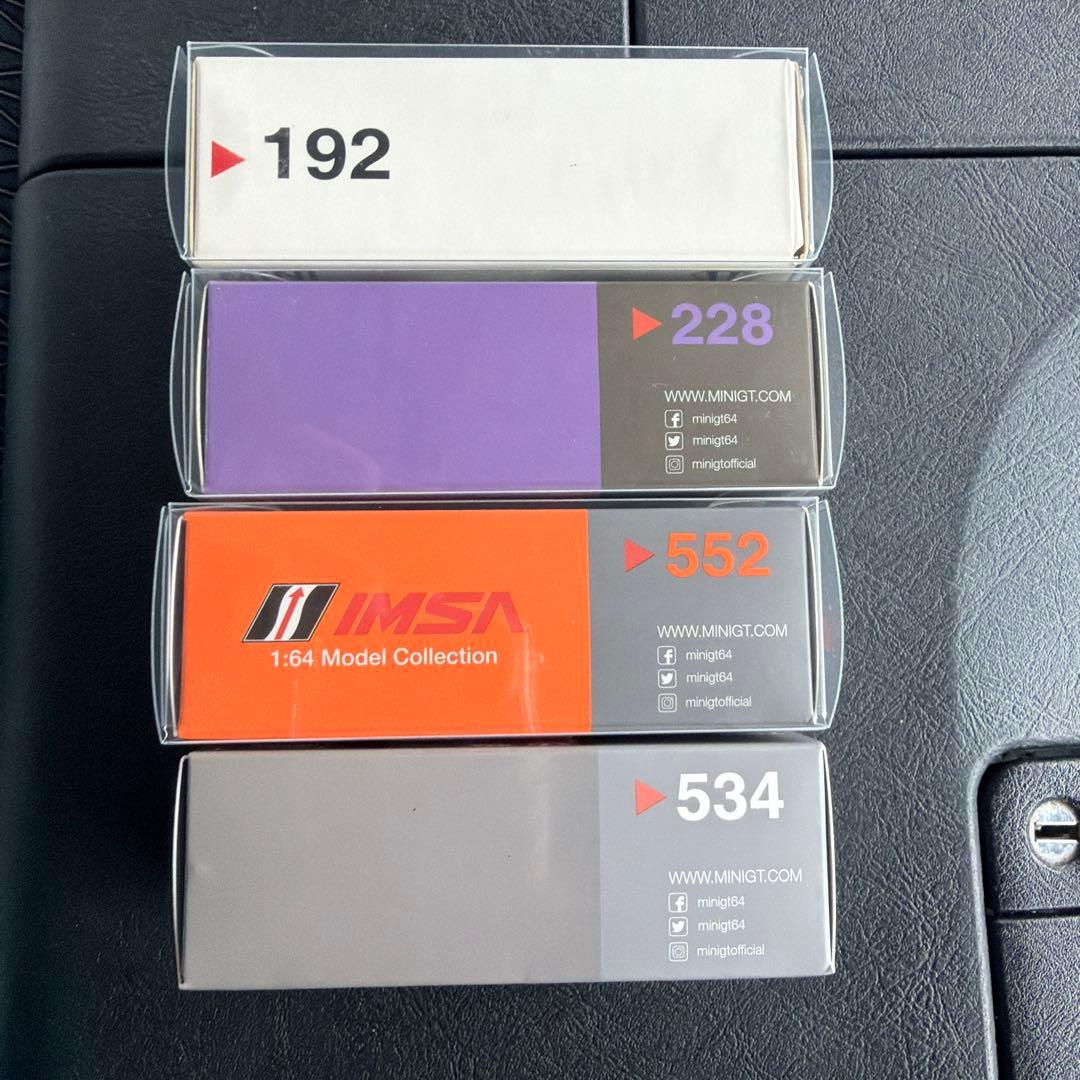 192
228
WWW.MINIGT.COM
minigt64
minigt64
minigtofficial
IMSA
1:64 Model Collection
552
WWW.MINIGT.COM
minigt64
minigt64
minigtofficial
534
WWW.MINIGT.COM
minigt64
minigt64
minigtofficial